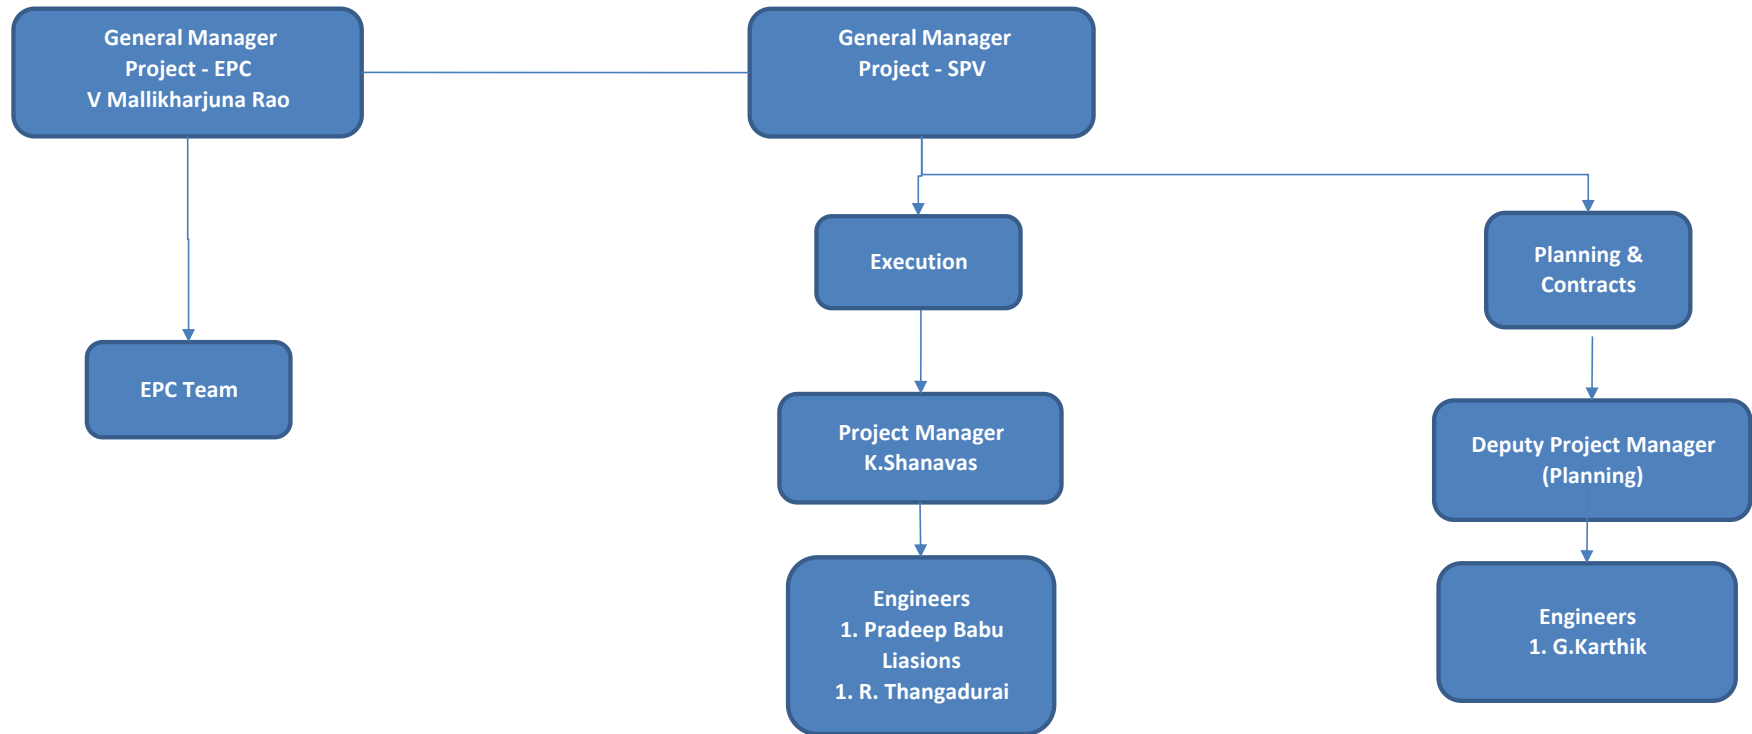 General Manager
Project - EPC
V Mallikharjuna Rao
General Manager
Project - SPV
Execution
Planning &
Contracts
EPC Team
Project Manager
K.Shanavas
Deputy Project Manager
(Planning)
Engineers
1. Pradeep Babu
Liasions
1. R. Thangadurai
Engineers
1. G.Karthik